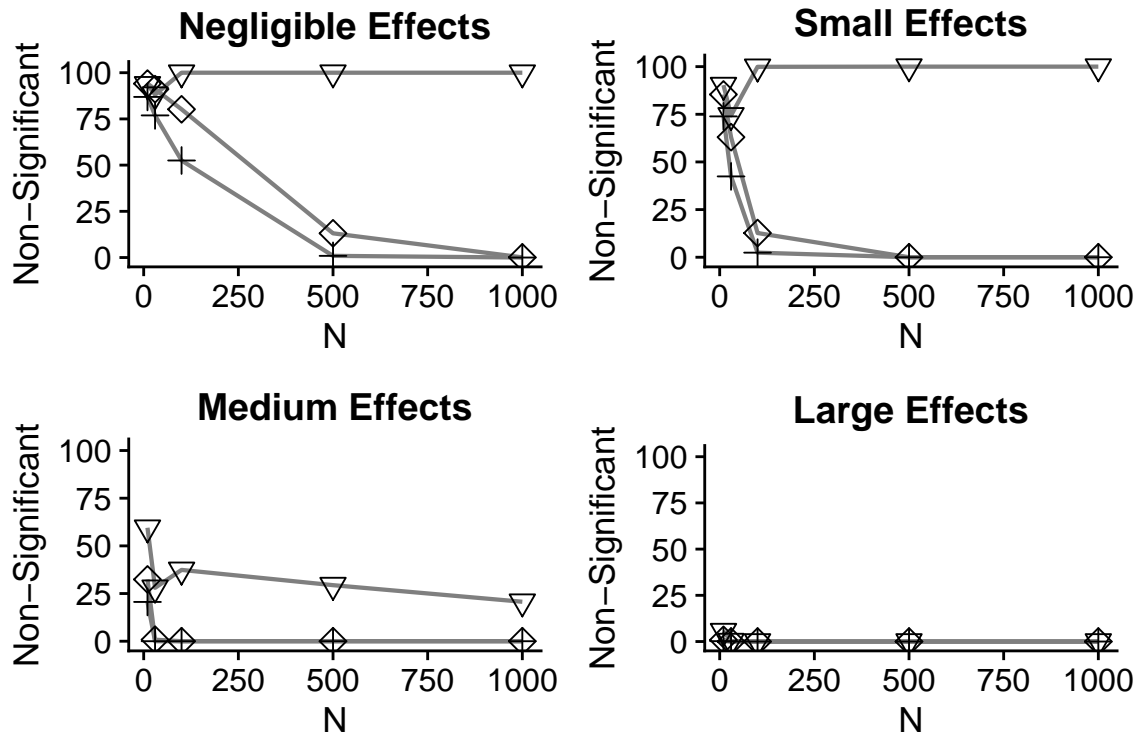 Negligible Effects
Non−Significant
100
75
50
25
0
0 250 500 750 1000
N
Small Effects
Non−Significant
100
75
50
25
0
0 250 500 750 1000
N
Medium Effects
Non−Significant
100
75
50
25
0
0 250 500 750 1000
N
Large Effects
Non−Significant
100
75
50
25
0
0 250 500 750 1000
N